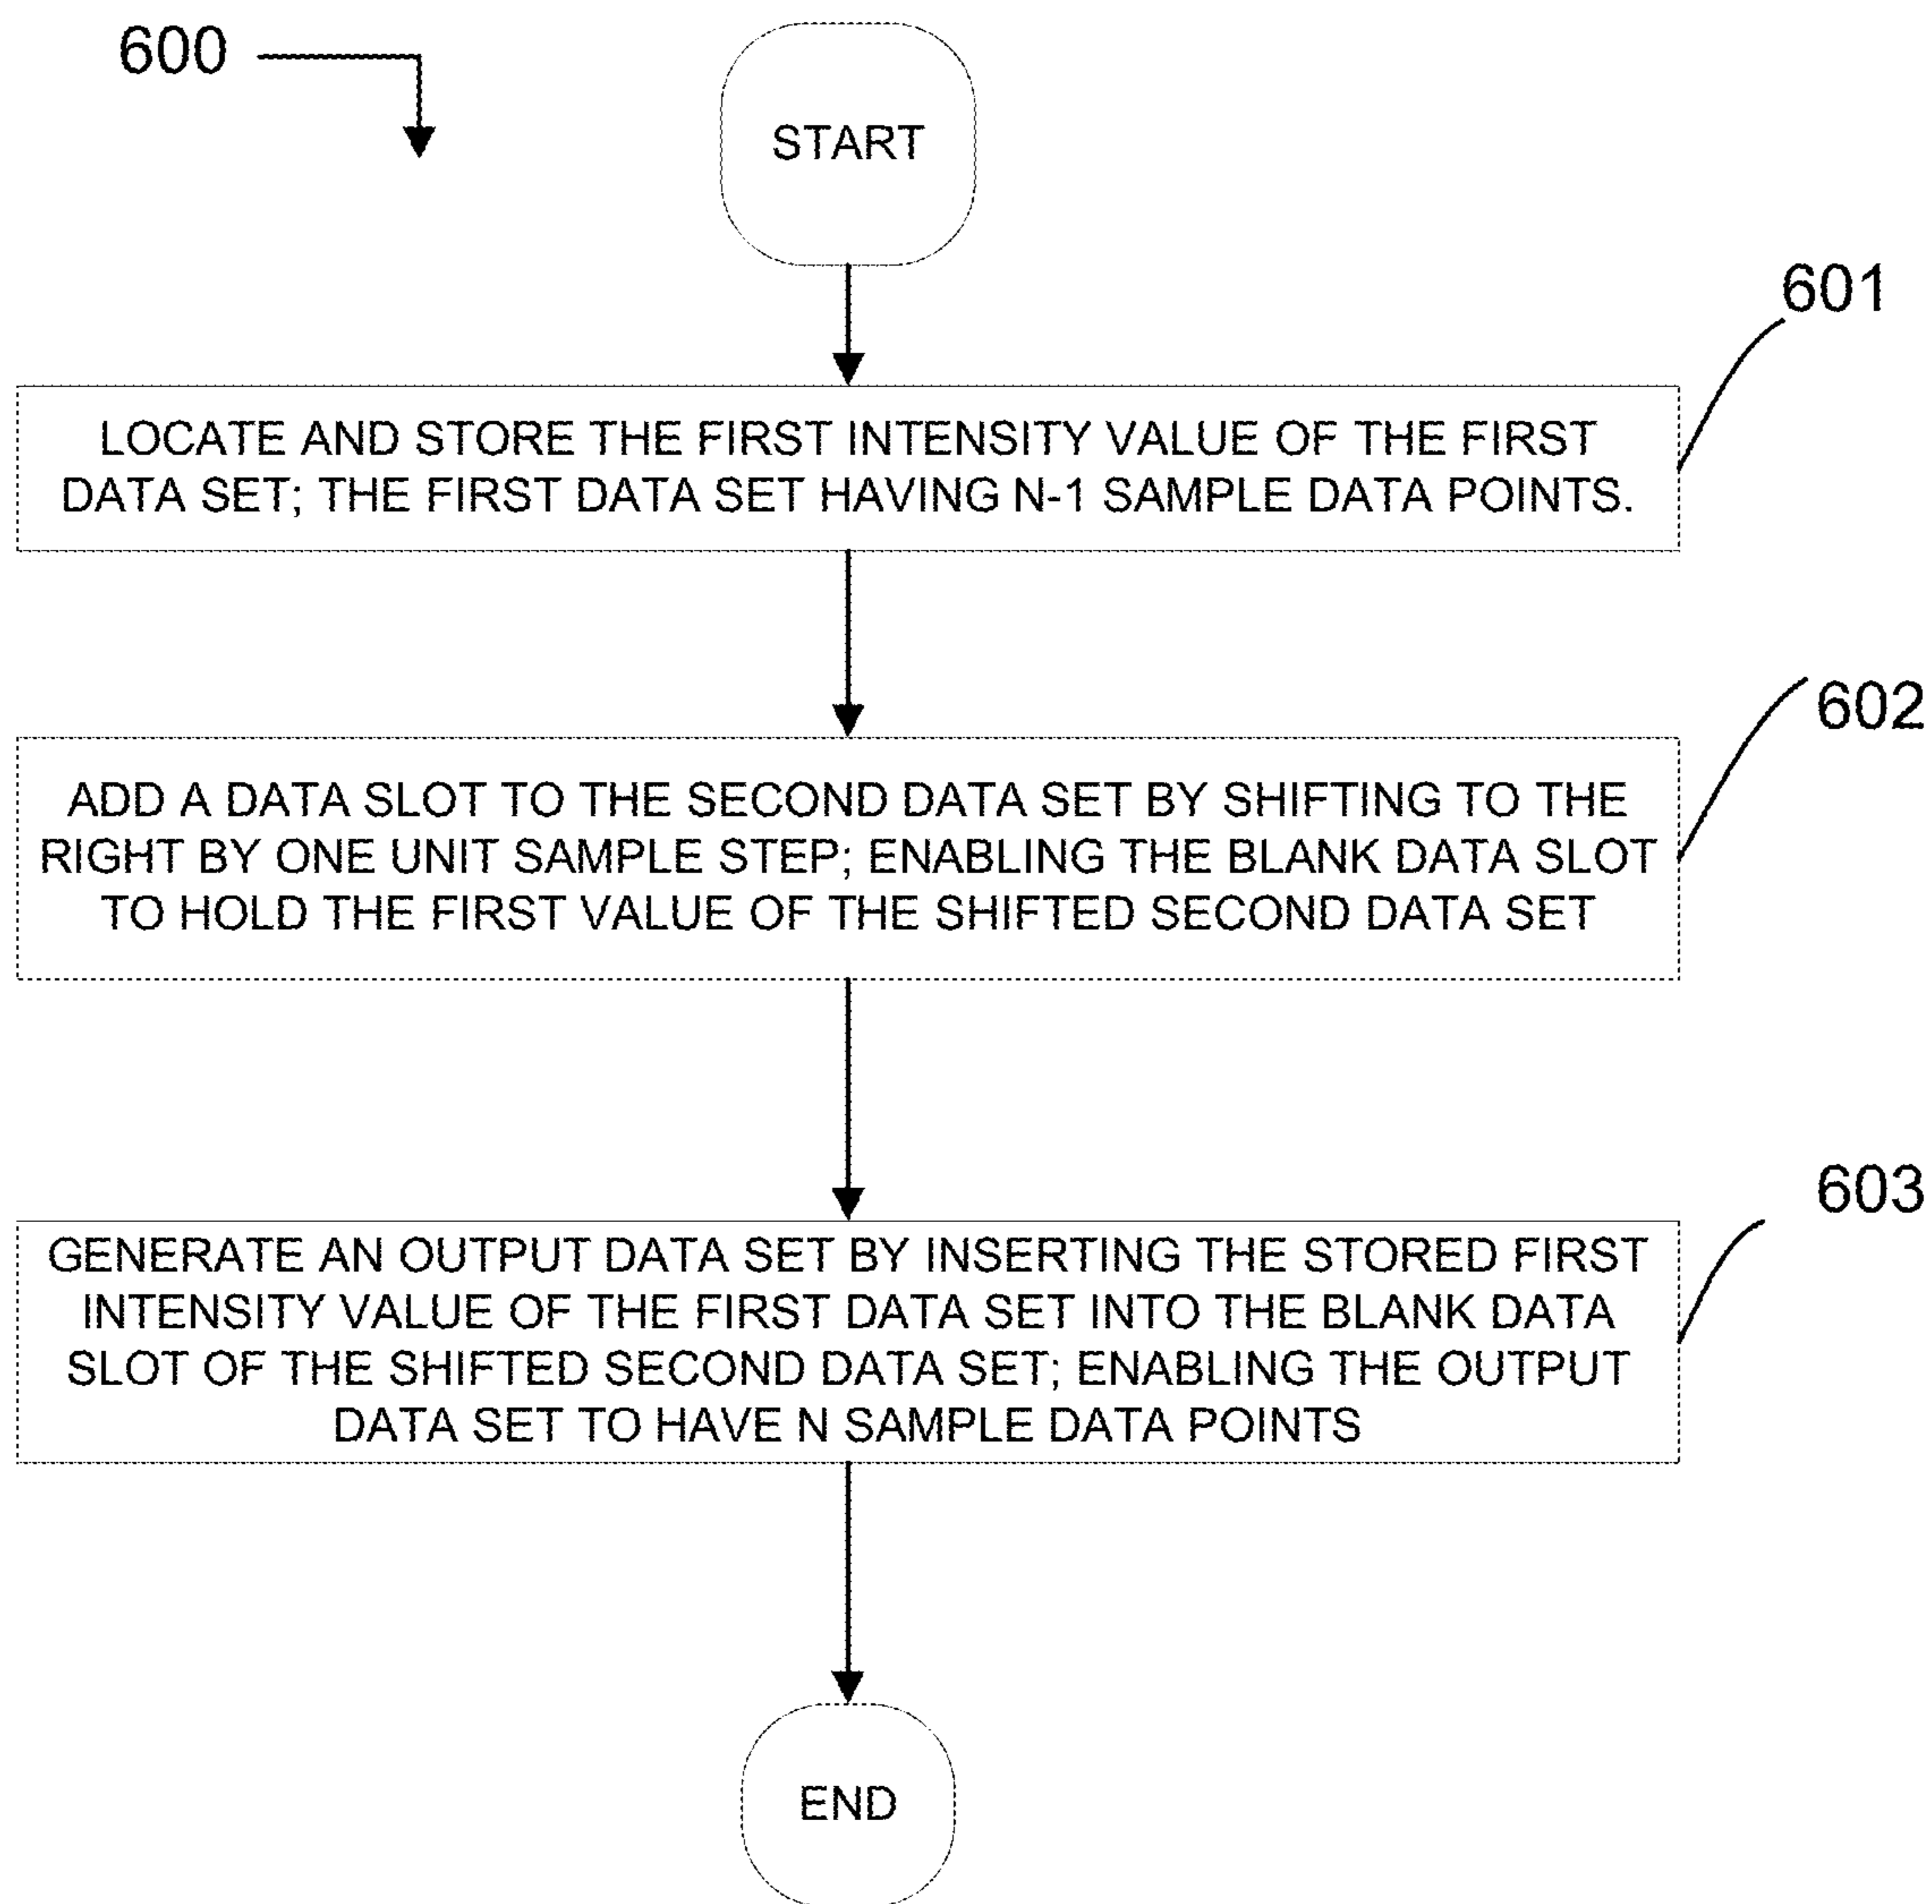 600
START
601
LOCATE AND STORE THE FIRST INTENSITY VALUE OF THE FIRST
DATA SET; THE FIRST DATA SET HAVING N-1 SAMPLE DATA POINTS.
602
ADD A DATA SLOT TO THE SECOND DATA SET BY SHIFTING TO THE
RIGHT BY ONE UNIT SAMPLE STEP; ENABLING THE BLANK DATA SLOT
TO HOLD THE FIRST VALUE OF THE SHIFTED SECOND DATA SET
603
GENERATE AN OUTPUT DATA SET BY INSERTING THE STORED FIRST
INTENSITY VALUE OF THE FIRST DATA SET INTO THE BLANK DATA
SLOT OF THE SHIFTED SECOND DATA SET; ENABLING THE OUTPUT
DATA SET TO HAVE N SAMPLE DATA POINTS
END